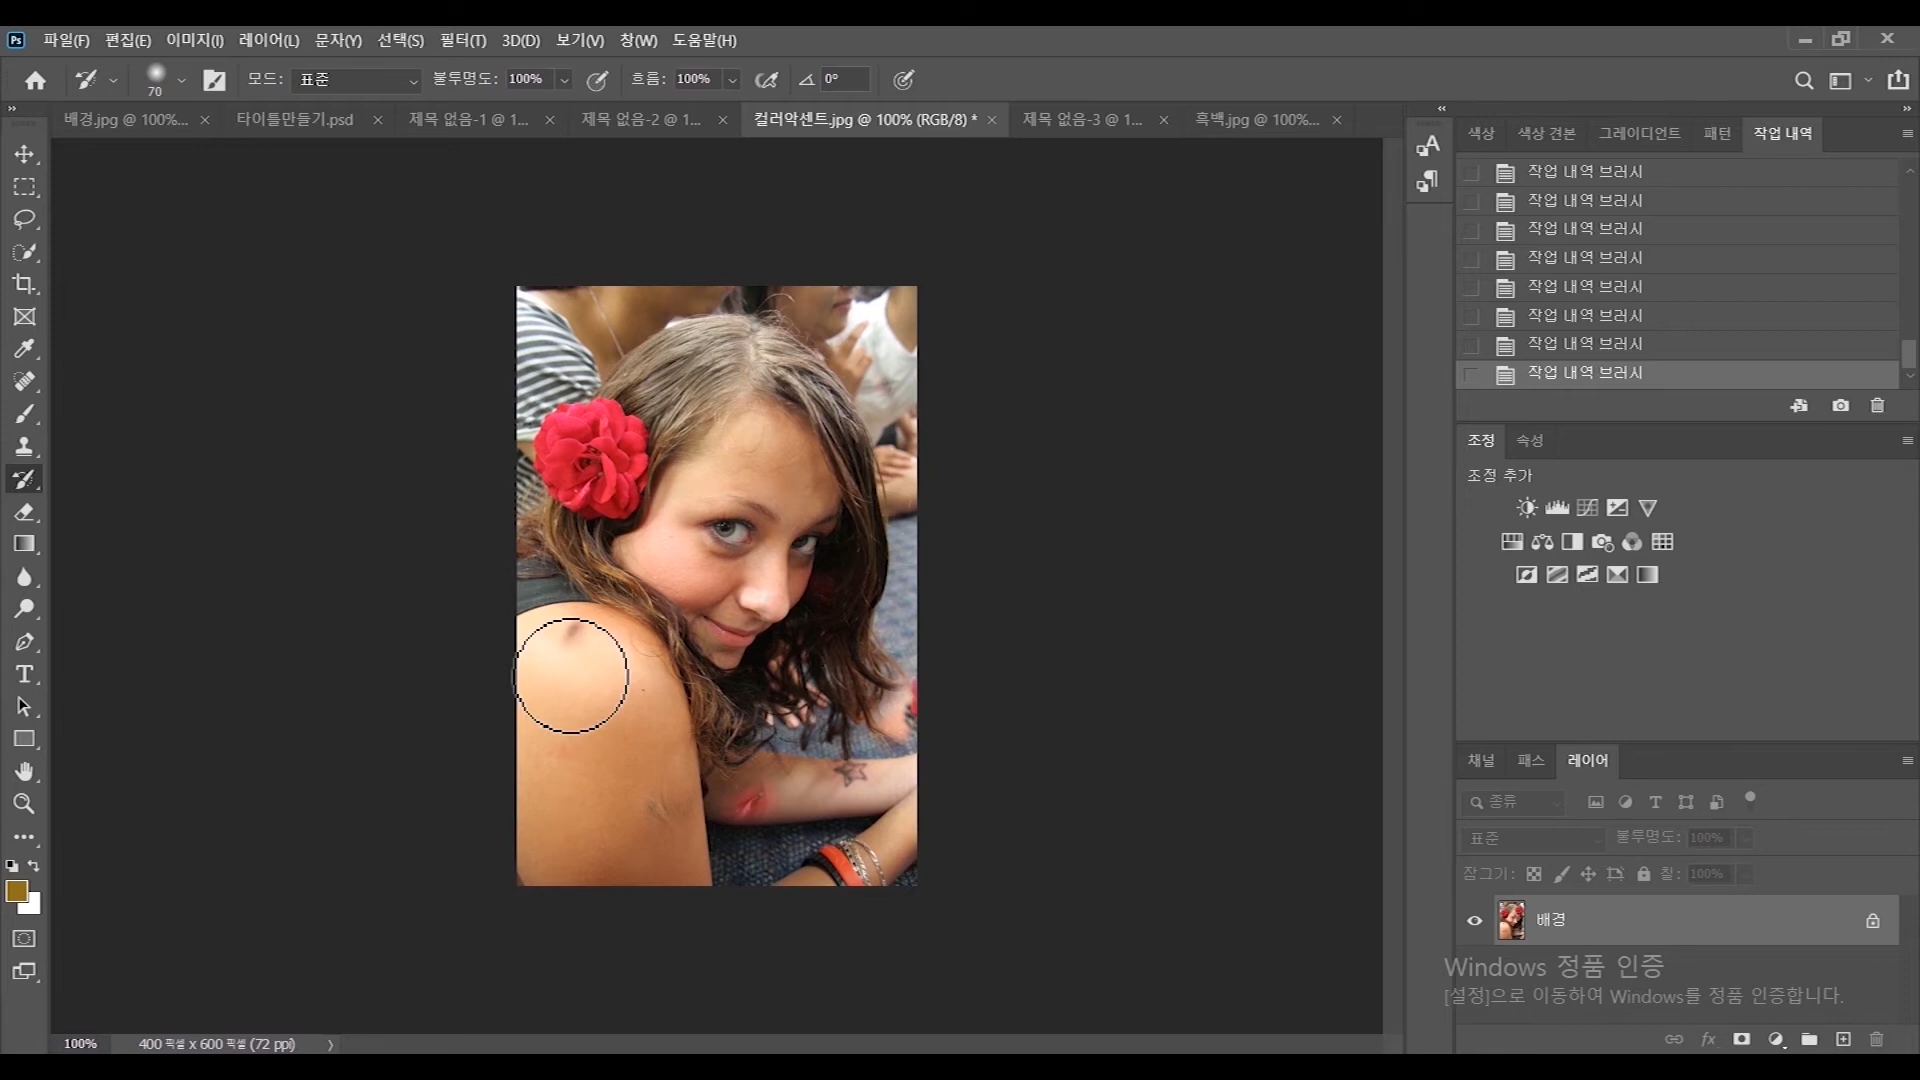 Ps 파일(F) 편집(E) 이미지(I) 레이어(L) 문자(Y) 선택(S) 필터(T) 3D(D) 보기(V) 창(W) 도움말(H)
70 모드: 표준 불투명도: 100% 흐름: 100% 0°
배경.jpg @ 100%... × 타이틀만들기.psd × 제목 없음-1 @ 1... × 제목 없음-2 @ 1... × 컬러악센트.jpg @ 100% (RGB/8) * × 제목 없음-3 @ 1... × 흑백.jpg @ 100%... ×
색상 색상 견본 그레이디언트 패턴 작업 내역
작업 내역 브러시
작업 내역 브러시
작업 내역 브러시
작업 내역 브러시
작업 내역 브러시
작업 내역 브러시
작업 내역 브러시
작업 내역 브러시
조정 속성
조정 추가
채널 패스 레이어
종류
표준 불투명도: 100%
잠그기: 칠: 100%
배경
Windows 정품 인증
[설정]으로 이동하여 Windows를 정품 인증합니다.
100% 400 픽셀 x 600 픽셀 (72 ppi)
fx